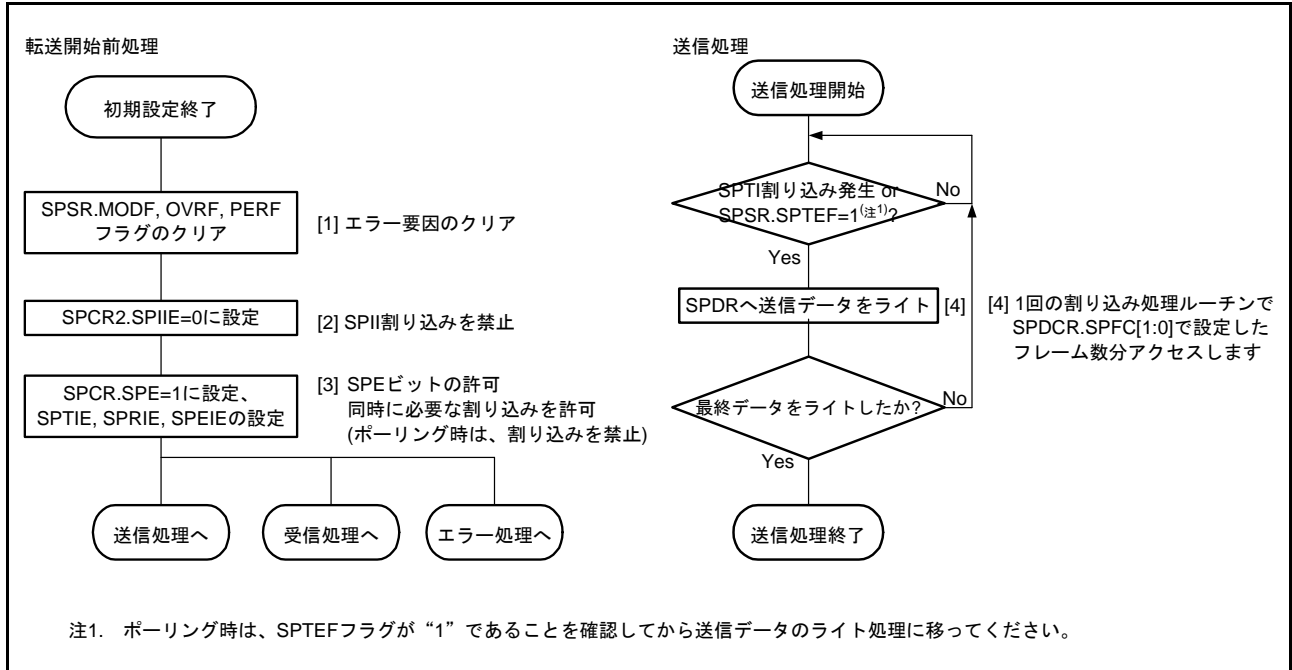 転送開始前処理
初期設定終了
SPSR.MODF, OVRF, PERF
フラグのクリア
[1] エラー要因のクリア
SPCR2.SPIIE=0に設定
[2] SPII割り込みを禁止
SPCR.SPE=1に設定、
SPTIE, SPRIE, SPEIEの設定
[3] SPEビットの許可
同時に必要な割り込みを許可
(ポーリング時は、割り込みを禁止)
送信処理へ
受信処理へ
エラー処理へ
送信処理
送信処理開始
SPTI割り込み発生 or
SPSR.SPTEF=1(注1)?
No
Yes
SPDRへ送信データをライト
[4]
[4] 1回の割り込み処理ルーチンで
SPDCR.SPFC[1:0]で設定した
フレーム数分アクセスします
最終データをライトしたか?
No
Yes
送信処理終了
注1. ポーリング時は、SPTEFフラグが“1”であることを確認してから送信データのライト処理に移ってください。